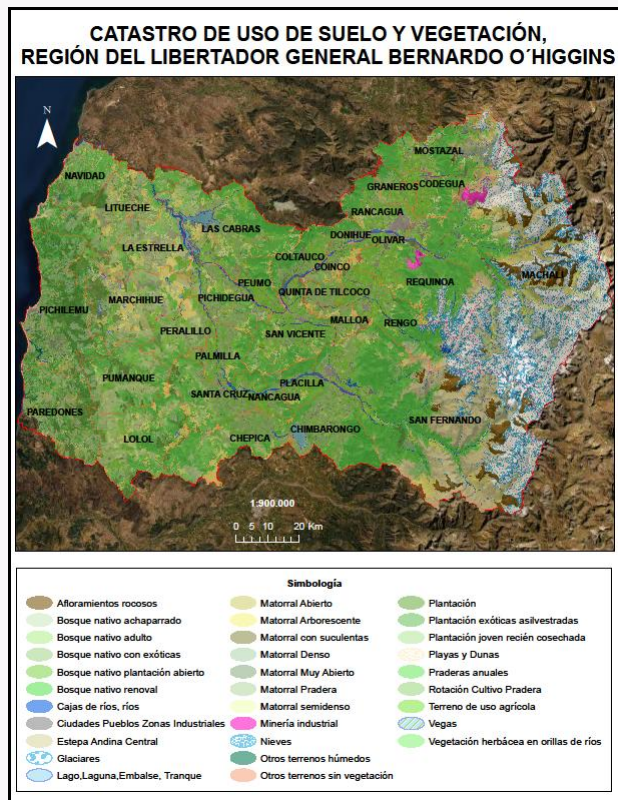 CATASTRO DE USO DE SUELO Y VEGETACIÓN,
REGIÓN DEL LIBERTADOR GENERAL BERNARDO O´HIGGINS
N
MOSTAZAL
NAVIDAD
GRANEROS
CODEGUA
LITUECHE
RANCAGUA
LAS CABRAS
DONIHUE
OLIVAR
LA ESTRELLA
COLTAUCO
COINCO
MACHALI
PEUMO
REQUINOA
QUINTA DE TILCOCO
MARCHIHUE
PICHIDEGUA
PICHILEMU
MALLOA
RENGO
PERALILLO
SAN VICENTE
PALMILLA
PUMANQUE
PLACILLA
SANTA CRUZ
NANCAGUA
PAREDONES
SAN FERNANDO
CHIMBARONGO
LOLOL
CHEPICA
1:900.000
0 5 10 20 Km
Simbología
Afloramientos rocosos
Bosque nativo achaparrado
Bosque nativo adulto
Bosque nativo con exóticas
Bosque nativo plantación abierto
Bosque nativo renoval
Cajas de ríos, ríos
Ciudades Pueblos Zonas Industriales
Estepa Andina Central
Glaciares
Lago,Laguna,Embalse, Tranque
Matorral Abierto
Matorral Arborescente
Matorral con suculentas
Matorral Denso
Matorral Muy Abierto
Matorral Pradera
Matorral semidenso
Minería industrial
Nieves
Otros terrenos húmedos
Otros terrenos sin vegetación
Plantación
Plantación exóticas asilvestradas
Plantación joven recién cosechada
Playas y Dunas
Praderas anuales
Rotación Cultivo Pradera
Terreno de uso agrícola
Vegas
Vegetación herbácea en orillas de ríos